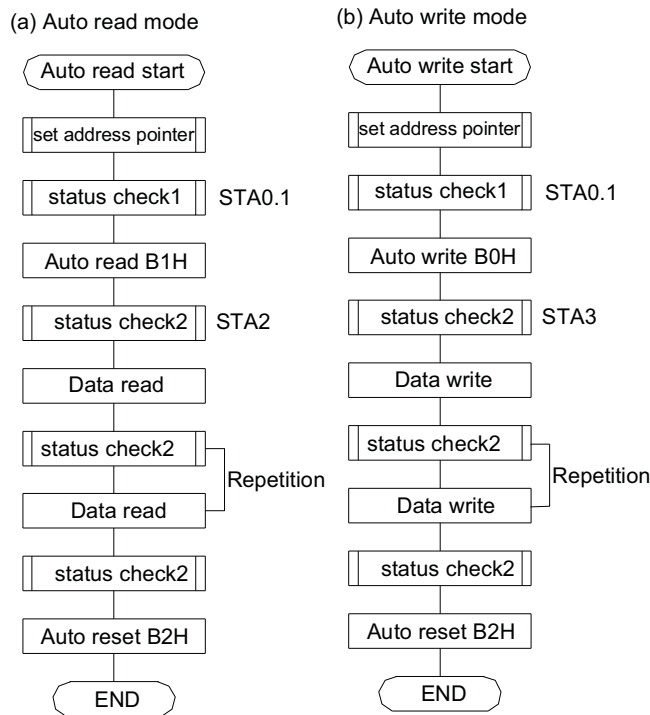 (a) Auto read mode
Auto read start
set address pointer
status check1 STA0.1
Auto read B1H
status check2 STA2
Data read
status check2
Repetition
Data read
status check2
Auto reset B2H
END
(b) Auto write mode
Auto write start
set address pointer
status check1 STA0.1
Auto write B0H
status check2 STA3
Data write
status check2
Repetition
Data write
status check2
Auto reset B2H
END